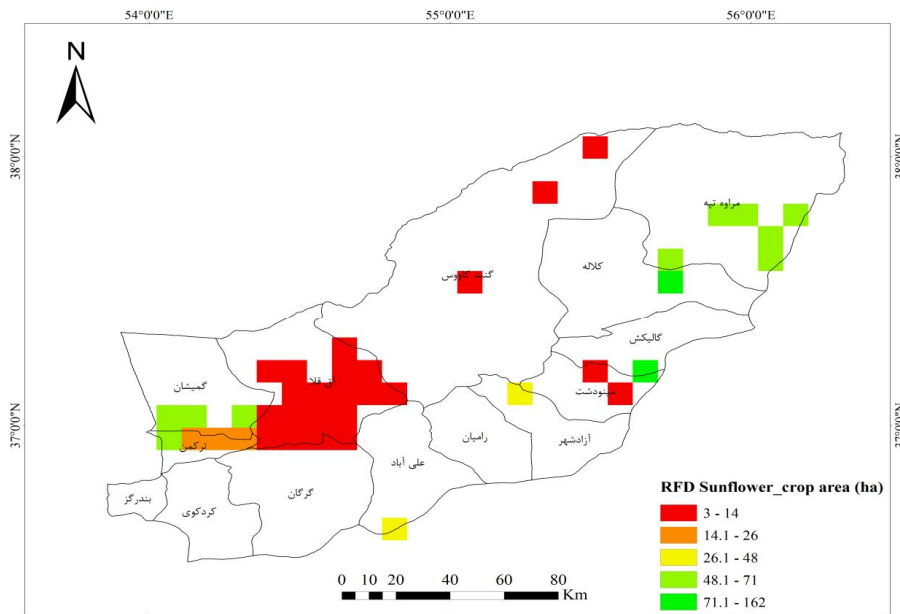 54°0'0"E 55°0'0"E 56°0'0"E
N
38°0'0"N 38°0'0"N
مراوه تپه
کلاله
گنبد کاووس
گالیکش
گمیشان
آق قلا
مینودشت
37°0'0"N 37°0'0"N
ترکمن
رامیان
آزادشهر
علی آباد
بندرگز
کردکوی
گرگان
RFD Sunflower_crop area (ha)
3 - 14
14.1 - 26
26.1 - 48
48.1 - 71
71.1 - 162
0 10 20 40 60 80
Km